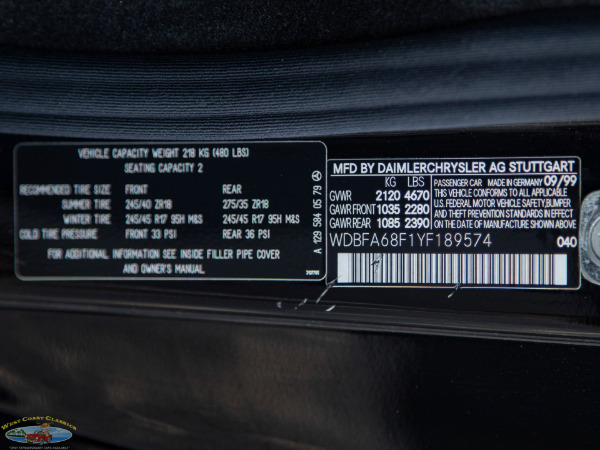 VEHICLE CAPACITY WEIGHT 218 KG (480 LBS)
SEATING CAPACITY 2
RECOMMENDED TIRE SIZE FRONT REAR
SUMMER TIRE 245/40 ZR18 275/35 ZR18
WINTER TIRE 245/45 R17 95H M&S 245/45 R17 95H M&S
COLD TIRE PRESSURE FRONT 33 PSI REAR 36 PSI
FOR ADDITIONAL INFORMATION SEE INSIDE FILLER PIPE COVER
AND OWNER'S MANUAL
A 129 584 05 79
MFD BY DAIMLERCHRYSLER AG STUTTGART
KG LBS
GVWR 2120 4670
GAWR FRONT 1035 2280
GAWR REAR 1085 2390
PASSENGER CAR MADE IN GERMANY 09/99
THIS VEHICLE CONFORMS TO ALL APPLICABLE
U.S. FEDERAL MOTOR VEHICLE SAFETY, BUMPER
AND THEFT PREVENTION STANDARDS IN
EFFECT ON THE DATE OF MANUFACTURE
WDBFA68F1YF189574 040
WEST COAST CLASSICS